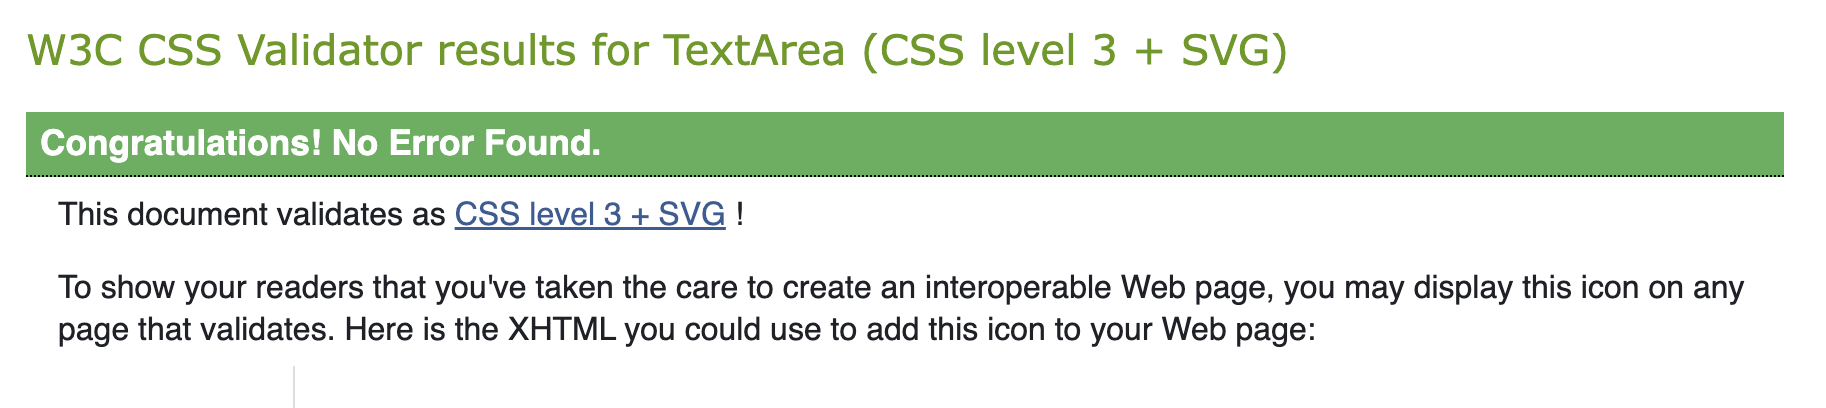 W3C CSS Validator results for TextArea (CSS level 3 + SVG)
Congratulations! No Error Found.
This document validates as CSS level 3 + SVG !
To show your readers that you've taken the care to create an interoperable Web page, you may display this icon on any
page that validates. Here is the XHTML you could use to add this icon to your Web page: